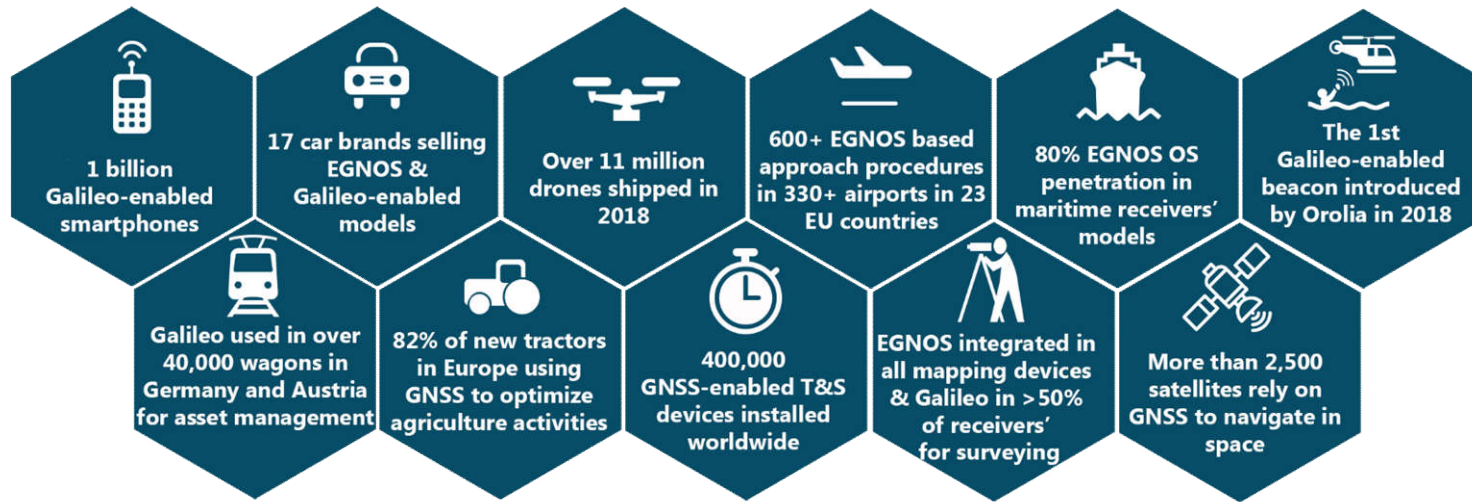 1 billion
Galileo-enabled
smartphones
17 car brands selling
EGNOS &
Galileo-enabled
models
Over 11 million
drones shipped in
2018
600+ EGNOS based
approach procedures
in 330+ airports in 23
EU countries
80% EGNOS OS
penetration in
maritime receivers’
models
The 1st
Galileo-enabled
beacon introduced
by Orolia in 2018
Galileo used in over
40,000 wagons in
Germany and Austria
for asset management
82% of new tractors
in Europe using
GNSS to optimize
agriculture activities
400,000
GNSS-enabled T&S
devices installed
worldwide
EGNOS integrated in
all mapping devices
& Galileo in >50%
of receivers’
for surveying
More than 2,500
satellites rely on
GNSS to navigate in
space